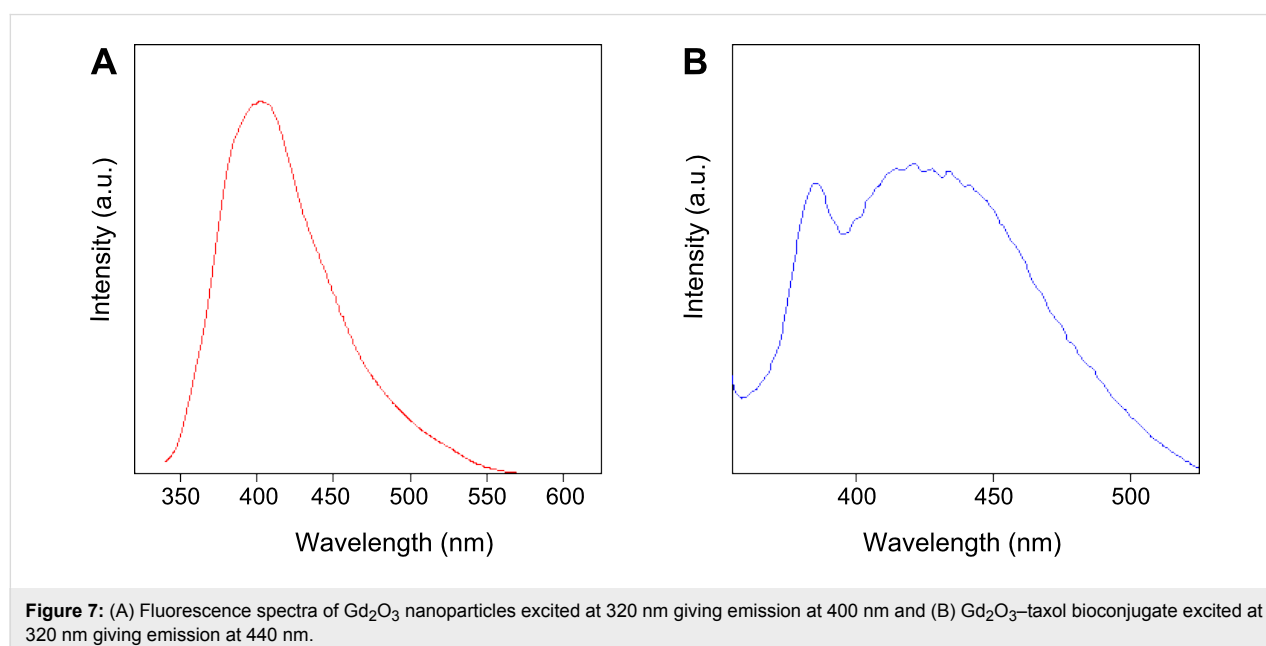 A
B
Intensity (a.u.)
Intensity (a.u.)
350 400 450 500 550 600
400 450 500
Wavelength (nm)
Wavelength (nm)
Figure 7: (A) Fluorescence spectra of Gd₂O₃ nanoparticles excited at 320 nm giving emission at 400 nm and (B) Gd₂O₃–taxol bioconjugate excited at
320 nm giving emission at 440 nm.